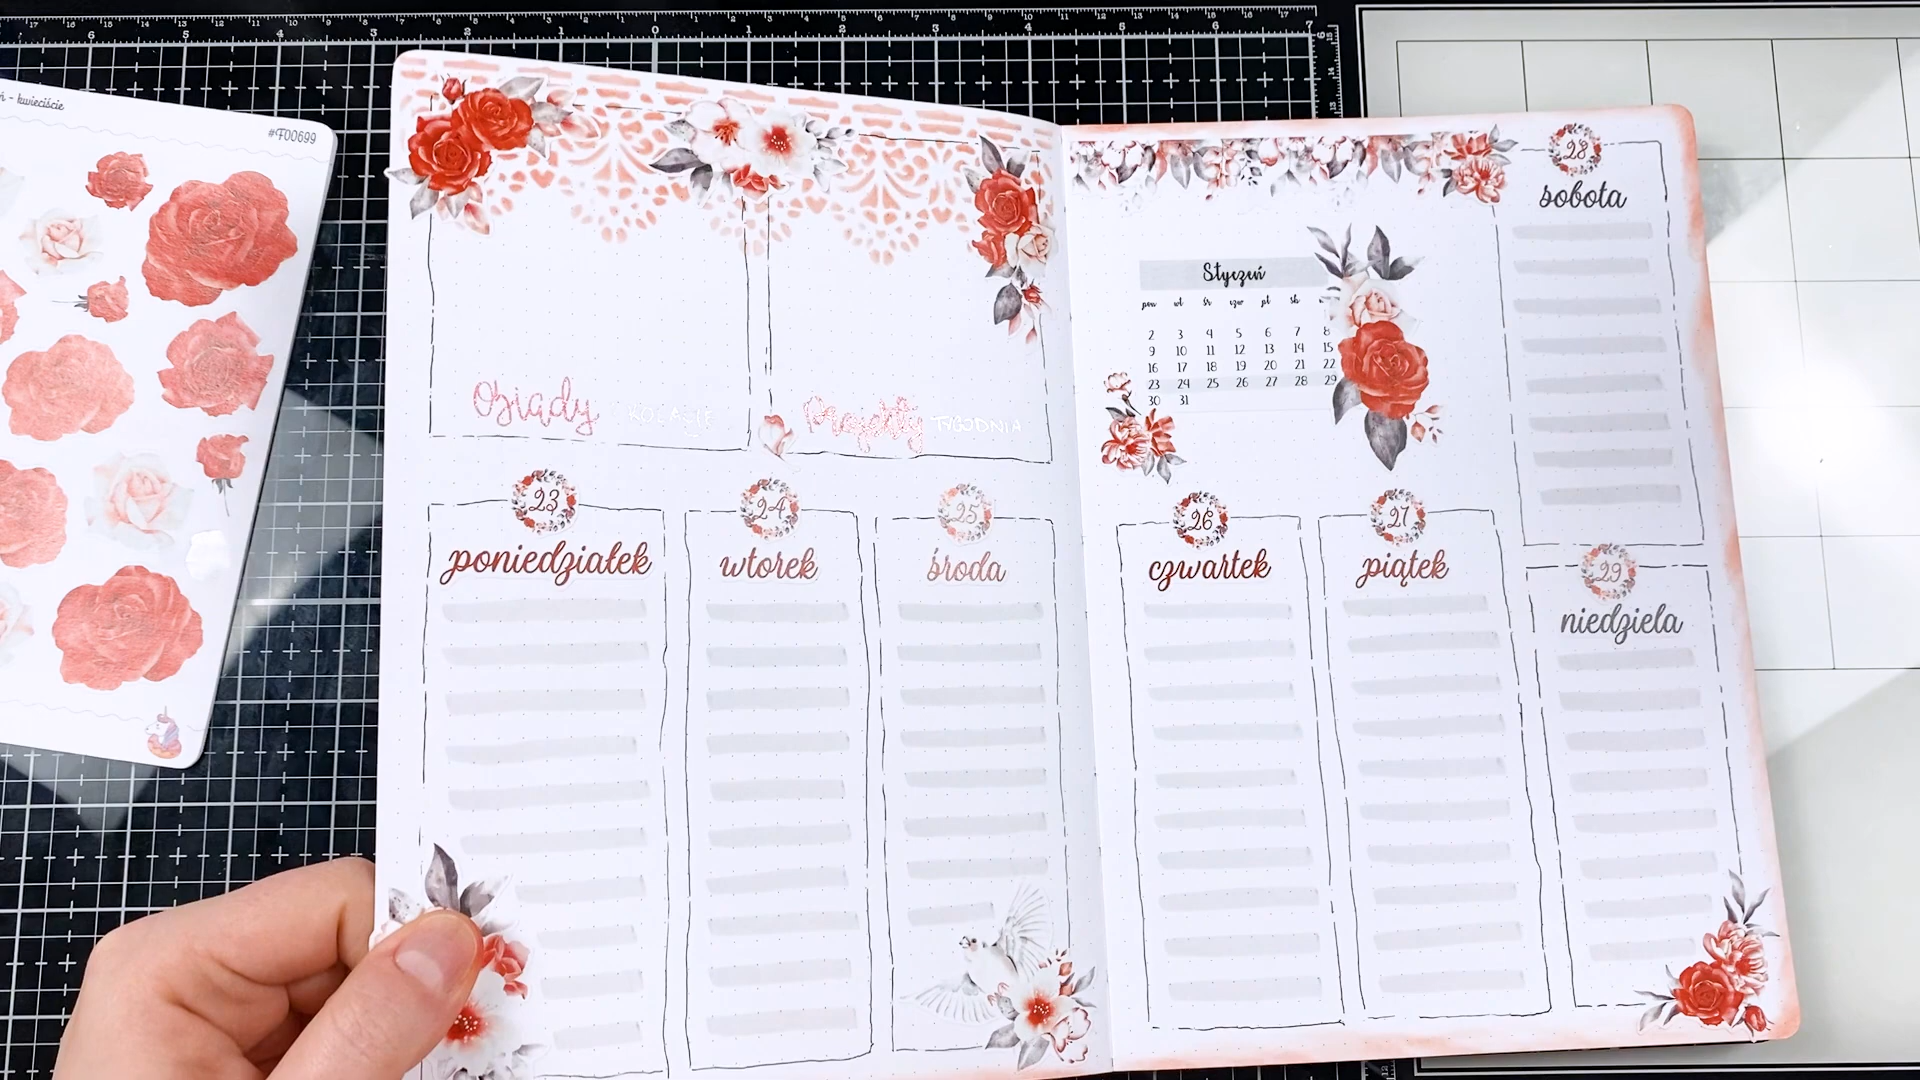 - kwieciście
#F00699
Obiady KOLACJE
Projekty TYGODNIA
23
poniedziałek
24
wtorek
25
środa
Styczeń
pon wt śr czw pt sb
2 3 4 5 6 7 8
9 10 11 12 13 14 15
16 17 18 19 20 21 22
23 24 25 26 27 28 29
30 31
26
czwartek
27
piątek
28
sobota
29
niedziela